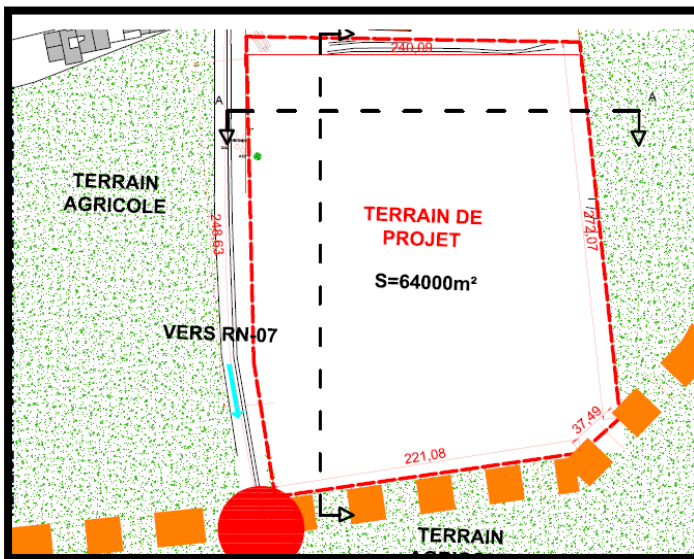 240,09
A
A
TERRAIN
AGRICOLE
TERRAIN DE
PROJET
S=64000m²
248,63
272,07
VERS RN-07
37,49
221,08
TERRAIN